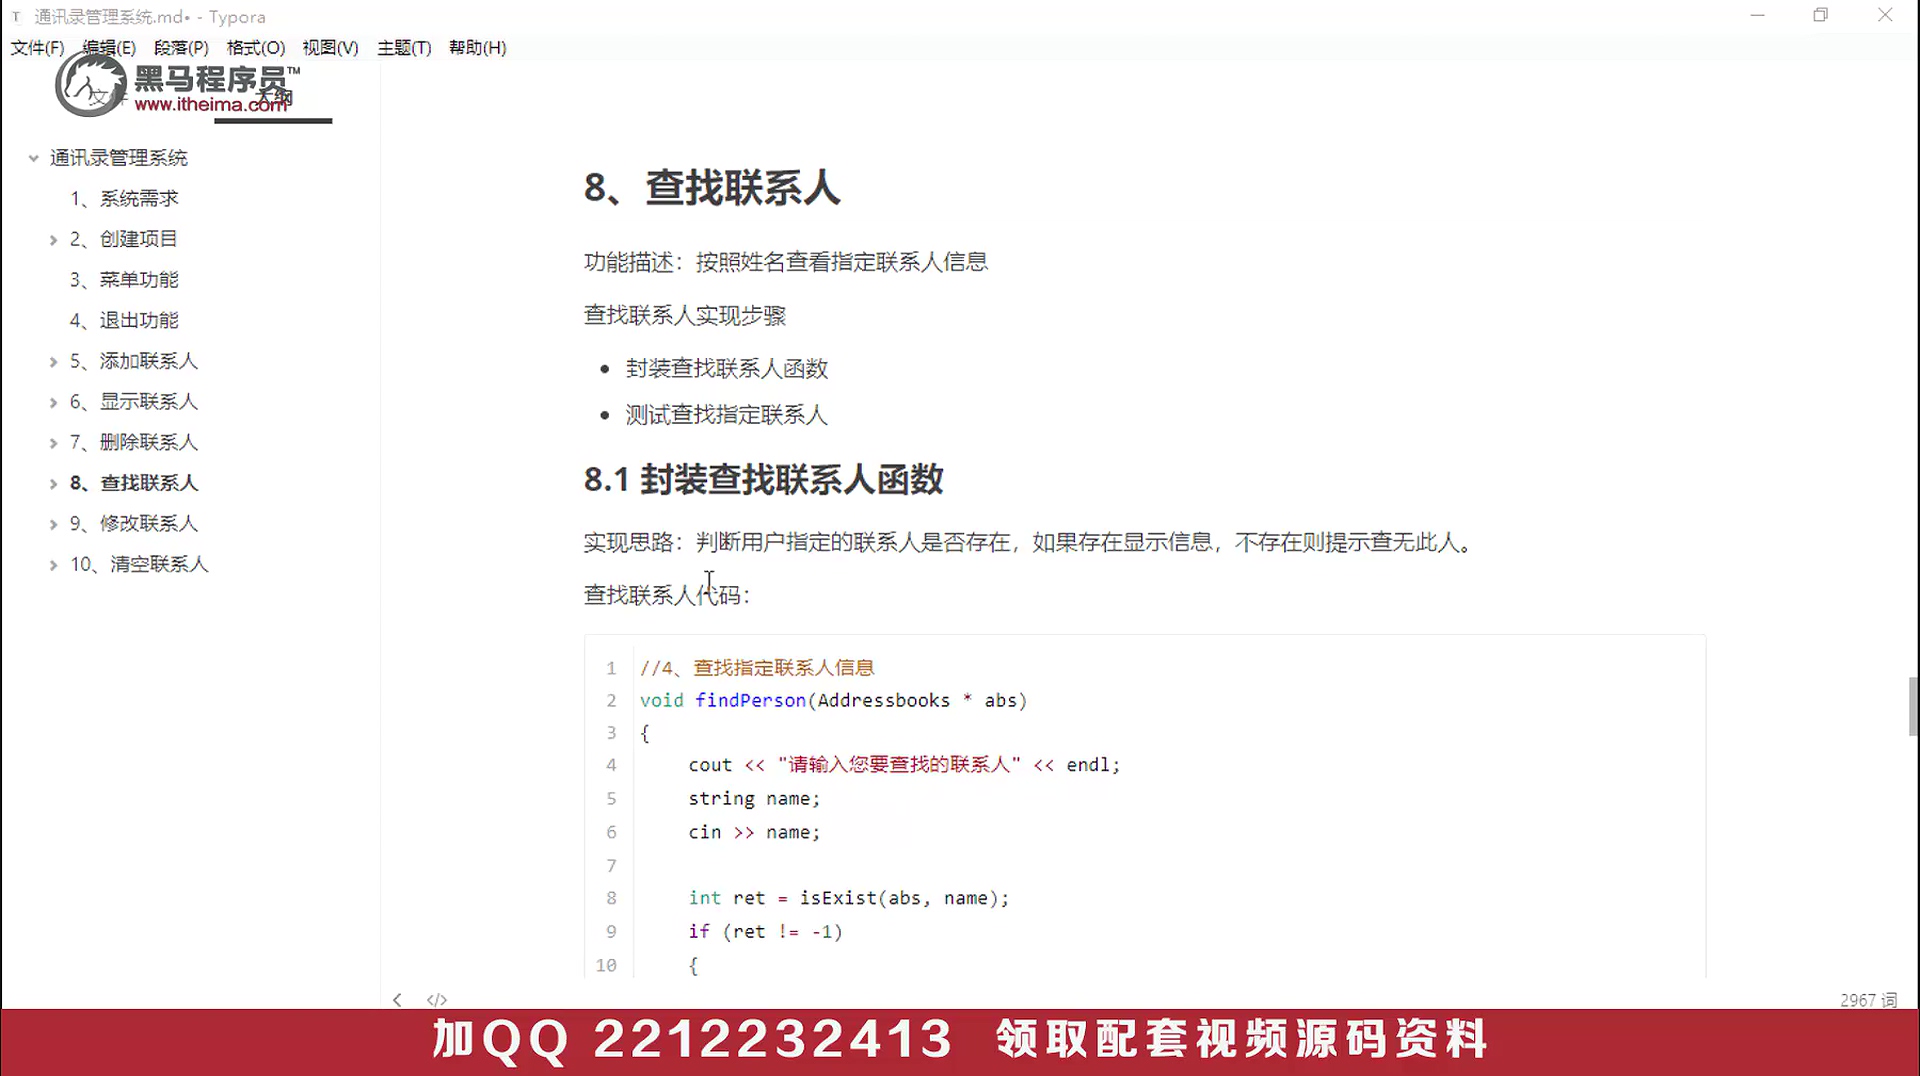 通讯录管理系统.md• - Typora
文件(F) 编辑(E) 段落(P) 格式(O) 视图(V) 主题(T) 帮助(H)
黑马程序员™
www.itheima.com
文件 大纲
通讯录管理系统
1、系统需求
2、创建项目
3、菜单功能
4、退出功能
5、添加联系人
6、显示联系人
7、删除联系人
8、查找联系人
9、修改联系人
10、清空联系人
8、查找联系人
功能描述：按照姓名查看指定联系人信息
查找联系人实现步骤
• 封装查找联系人函数
• 测试查找指定联系人
8.1 封装查找联系人函数
实现思路：判断用户指定的联系人是否存在，如果存在显示信息，不存在则提示查无此人。
查找联系人代码：
1 //4、查找指定联系人信息
2 void findPerson(Addressbooks * abs)
3 {
4 cout << "请输入您要查找的联系人" << endl;
5 string name;
6 cin >> name;
7
8 int ret = isExist(abs, name);
9 if (ret != -1)
10 {
2967 词
加QQ 2212232413 领取配套视频源码资料